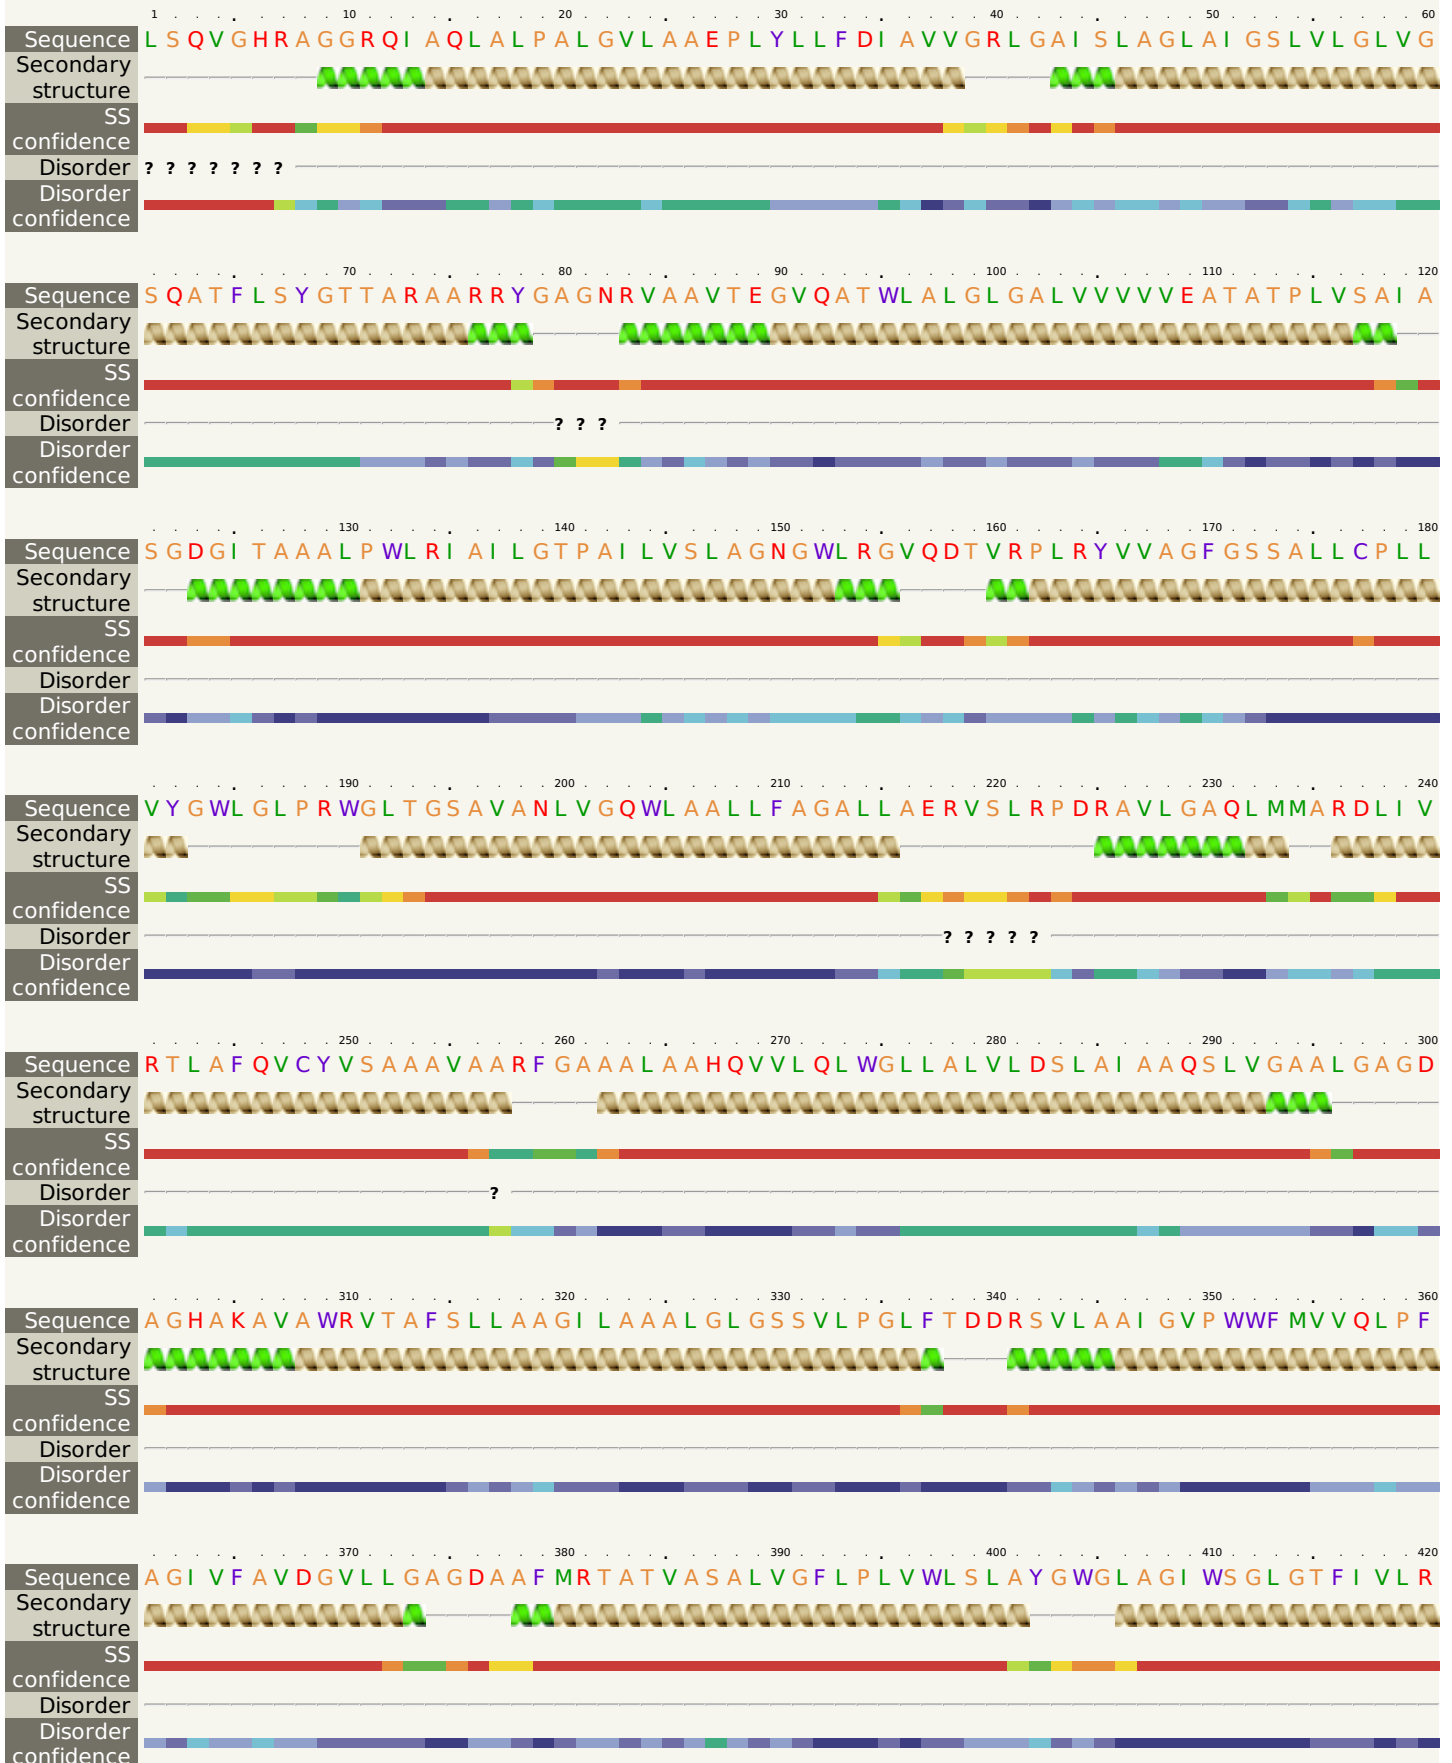 1 10 20 30 40 50 60
Sequence L S Q V G H R A G G R Q I A Q L A L P A L G V L A A E P L Y L L F D I A V V G R L G A I S L A G L A I G S L V L G L V G
Secondary
structure
SS
confidence
Disorder ? ? ? ? ? ? ?
Disorder
confidence
70 80 90 100 110 120
Sequence S Q A T F L S Y G T T A R A A R R Y G A G N R V A A V T E G V Q A T W L A L G L G A L V V V V V E A T A T P L V S A I A
Secondary
structure
SS
confidence
Disorder ? ? ?
Disorder
confidence
130 140 150 160 170 180
Sequence S G D G I T A A A L P W L R I A I L G T P A I L V S L A G N G W L R G V Q D T V R P L R Y V V A G F G S S A L L C P L L
Secondary
structure
SS
confidence
Disorder
Disorder
confidence
190 200 210 220 230 240
Sequence V Y G W L G L P R W G L T G S A V A N L V G Q W L A A L L F A G A L L A E R V S L R P D R A V L G A Q L M M A R D L I V
Secondary
structure
SS
confidence
Disorder ? ? ? ? ?
Disorder
confidence
250 260 270 280 290 300
Sequence R T L A F Q V C Y V S A A A V A A R F G A A A L A A H Q V V L Q L W G L L A L V L D S L A I A A Q S L V G A A L G A G D
Secondary
structure
SS
confidence
Disorder ?
Disorder
confidence
310 320 330 340 350 360
Sequence A G H A K A V A W R V T A F S L L A A G I L A A A L G L G S S V L P G L F T D D R S V L A A I G V P W W F M V V Q L P F
Secondary
structure
SS
confidence
Disorder
Disorder
confidence
370 380 390 400 410 420
Sequence A G I V F A V D G V L L G A G D A A F M R T A T V A S A L V G F L P L V W L S L A Y G W G L A G I W S G L G T F I V L R
Secondary
structure
SS
confidence
Disorder
Disorder
confidence